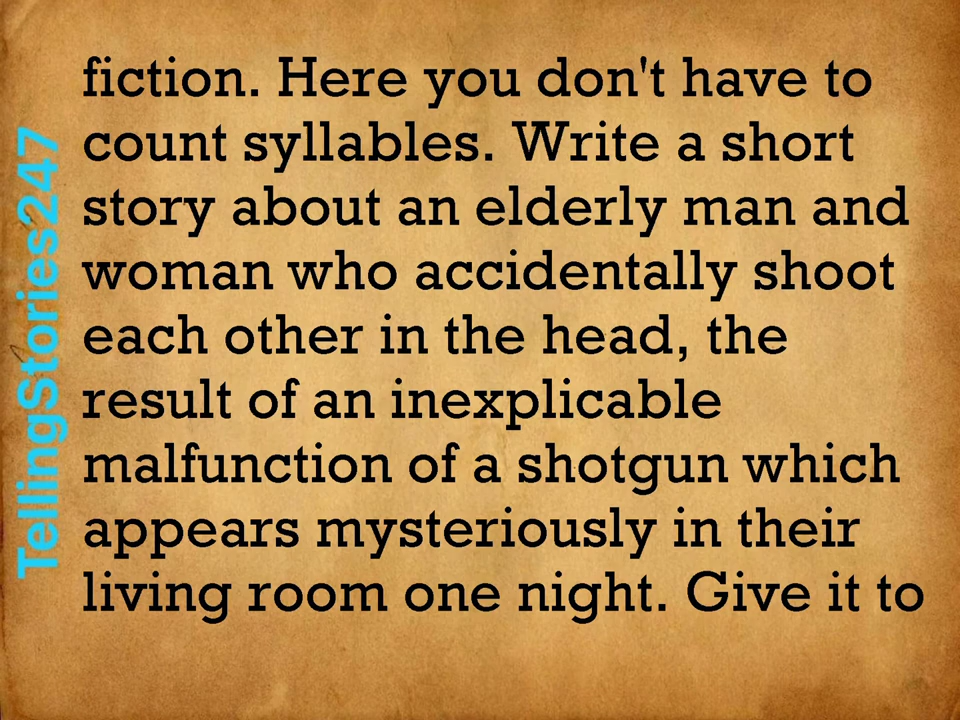 fiction. Here you don't have to
count syllables. Write a short
story about an elderly man and
woman who accidentally shoot
each other in the head, the
result of an inexplicable
malfunction of a shotgun which
appears mysteriously in their
living room one night. Give it to
TellingStories247